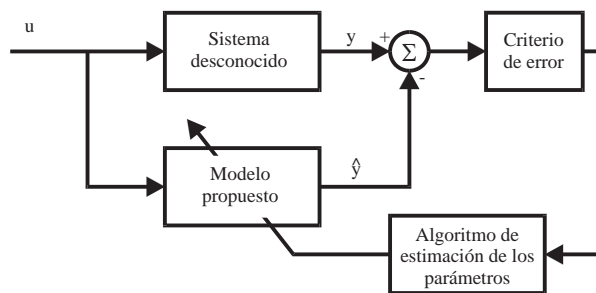 u
Sistema
desconocido
y
+
Σ
-
Criterio
de error
Modelo
propuesto
ŷ
Algoritmo de
estimación de los
parámetros